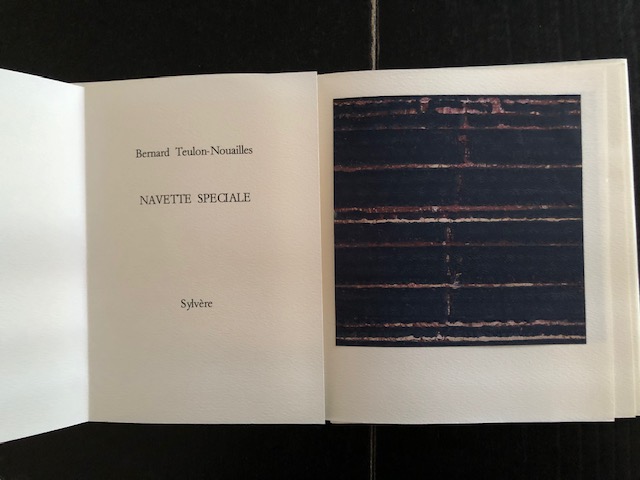 Bernard Teulon-Nouailles
NAVETTE SPECIALE
Sylvère